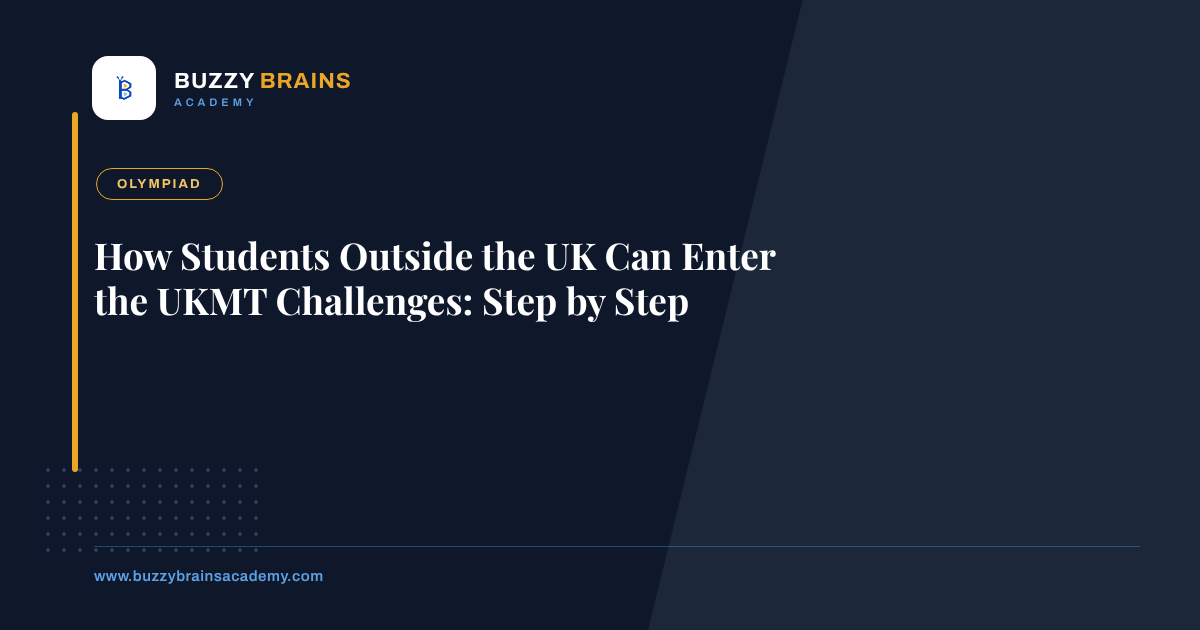 BUZZY BRAINS
ACADEMY
OLYMPIAD
How Students Outside the UK Can Enter
the UKMT Challenges: Step by Step
www.buzzybrainsacademy.com